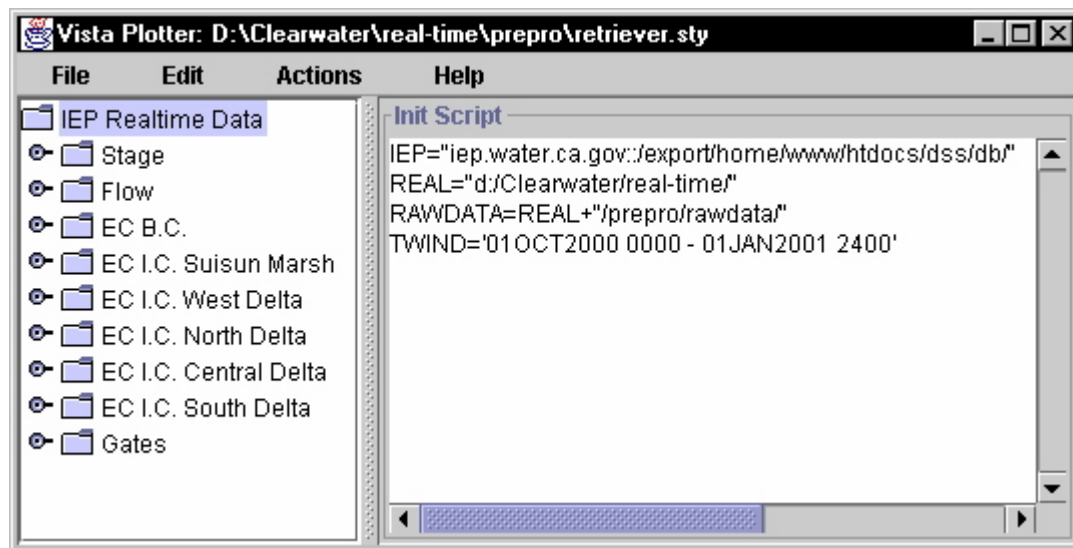 Vista Plotter: D:\Clearwater\real-time\prepro\retriever.sty
File Edit Actions Help
IEP Realtime Data
Stage
Flow
EC B.C.
EC I.C. Suisun Marsh
EC I.C. West Delta
EC I.C. North Delta
EC I.C. Central Delta
EC I.C. South Delta
Gates
Init Script
IEP="iep.water.ca.gov::/export/home/www/htdocs/dss/db/"
REAL="d:/Clearwater/real-time/"
RAWDATA=REAL+"/prepro/rawdata/"
TWIND='01OCT2000 0000 - 01JAN2001 2400'